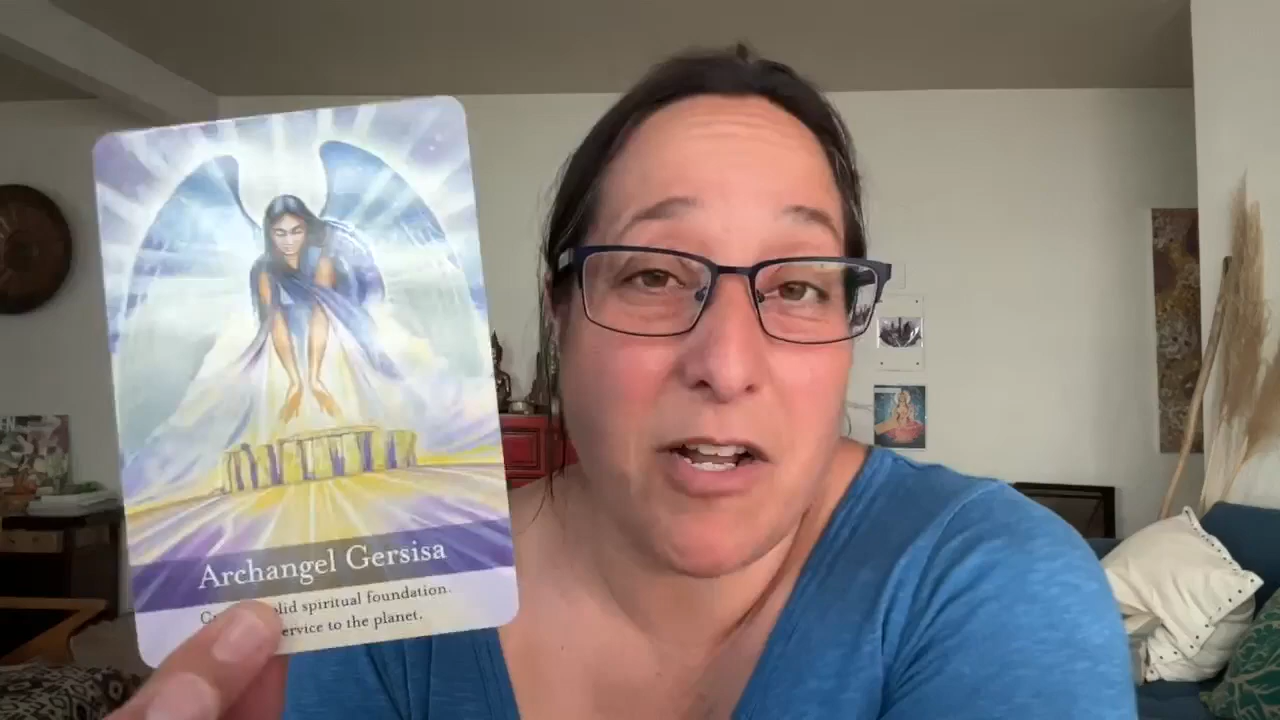 Archangel Gersisa
solid spiritual foundation.
service to the planet.